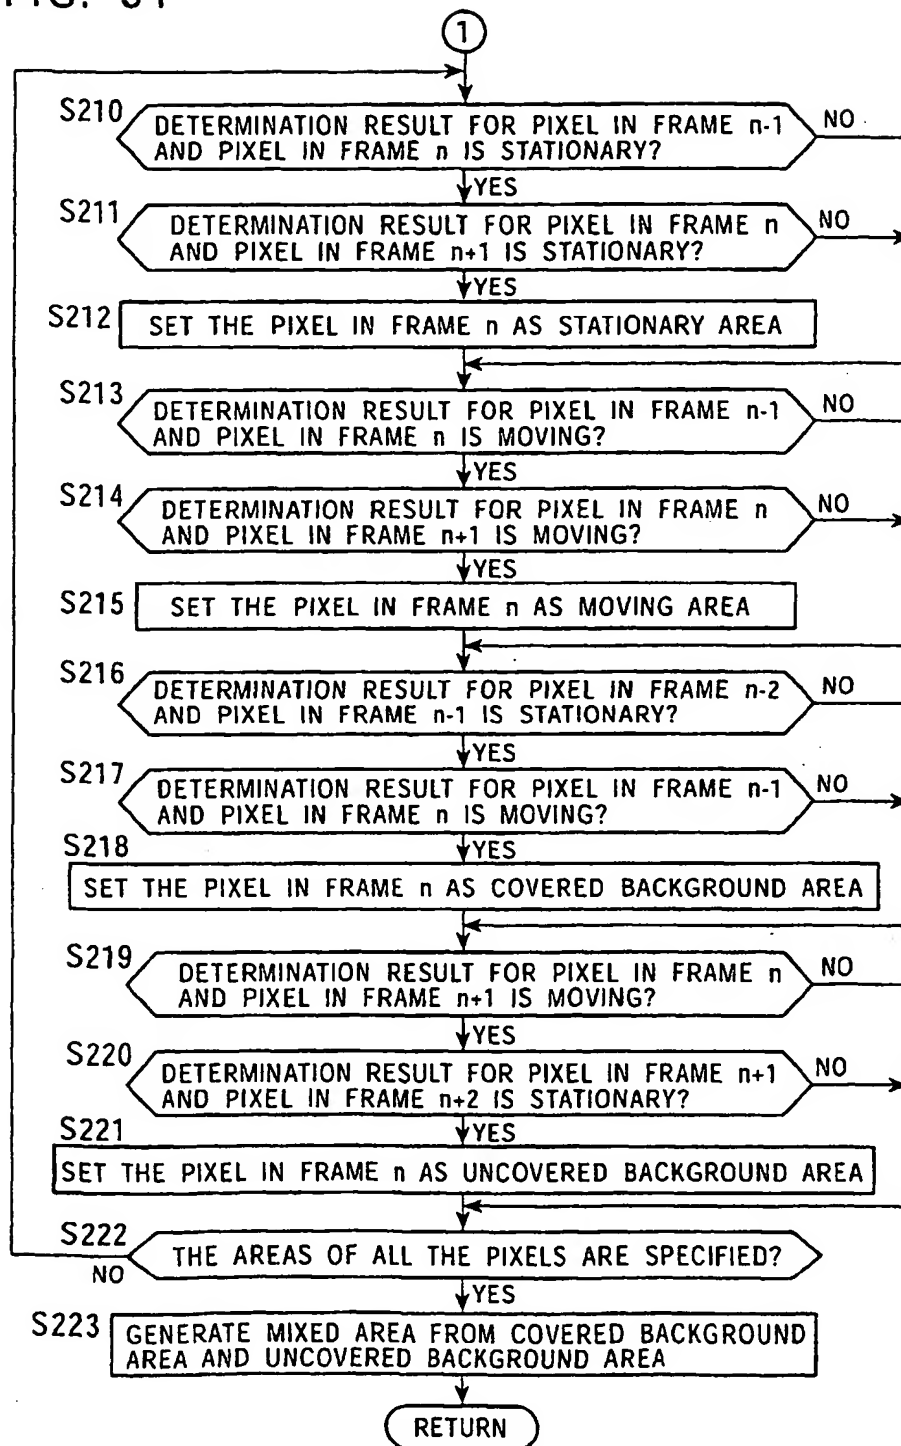 FIG. 61
1
S210
DETERMINATION RESULT FOR PIXEL IN FRAME n-1
AND PIXEL IN FRAME n IS STATIONARY?
NO
YES
S211
DETERMINATION RESULT FOR PIXEL IN FRAME n
AND PIXEL IN FRAME n+1 IS STATIONARY?
NO
YES
S212
SET THE PIXEL IN FRAME n AS STATIONARY AREA
S213
DETERMINATION RESULT FOR PIXEL IN FRAME n-1
AND PIXEL IN FRAME n IS MOVING?
NO
YES
S214
DETERMINATION RESULT FOR PIXEL IN FRAME n
AND PIXEL IN FRAME n+1 IS MOVING?
NO
YES
S215
SET THE PIXEL IN FRAME n AS MOVING AREA
S216
DETERMINATION RESULT FOR PIXEL IN FRAME n-2
AND PIXEL IN FRAME n-1 IS STATIONARY?
NO
YES
S217
DETERMINATION RESULT FOR PIXEL IN FRAME n-1
AND PIXEL IN FRAME n IS MOVING?
NO
YES
S218
SET THE PIXEL IN FRAME n AS COVERED BACKGROUND AREA
S219
DETERMINATION RESULT FOR PIXEL IN FRAME n
AND PIXEL IN FRAME n+1 IS MOVING?
NO
YES
S220
DETERMINATION RESULT FOR PIXEL IN FRAME n+1
AND PIXEL IN FRAME n+2 IS STATIONARY?
NO
YES
S221
SET THE PIXEL IN FRAME n AS UNCOVERED BACKGROUND AREA
S222
THE AREAS OF ALL THE PIXELS ARE SPECIFIED?
NO
YES
S223
GENERATE MIXED AREA FROM COVERED BACKGROUND
AREA AND UNCOVERED BACKGROUND AREA
RETURN